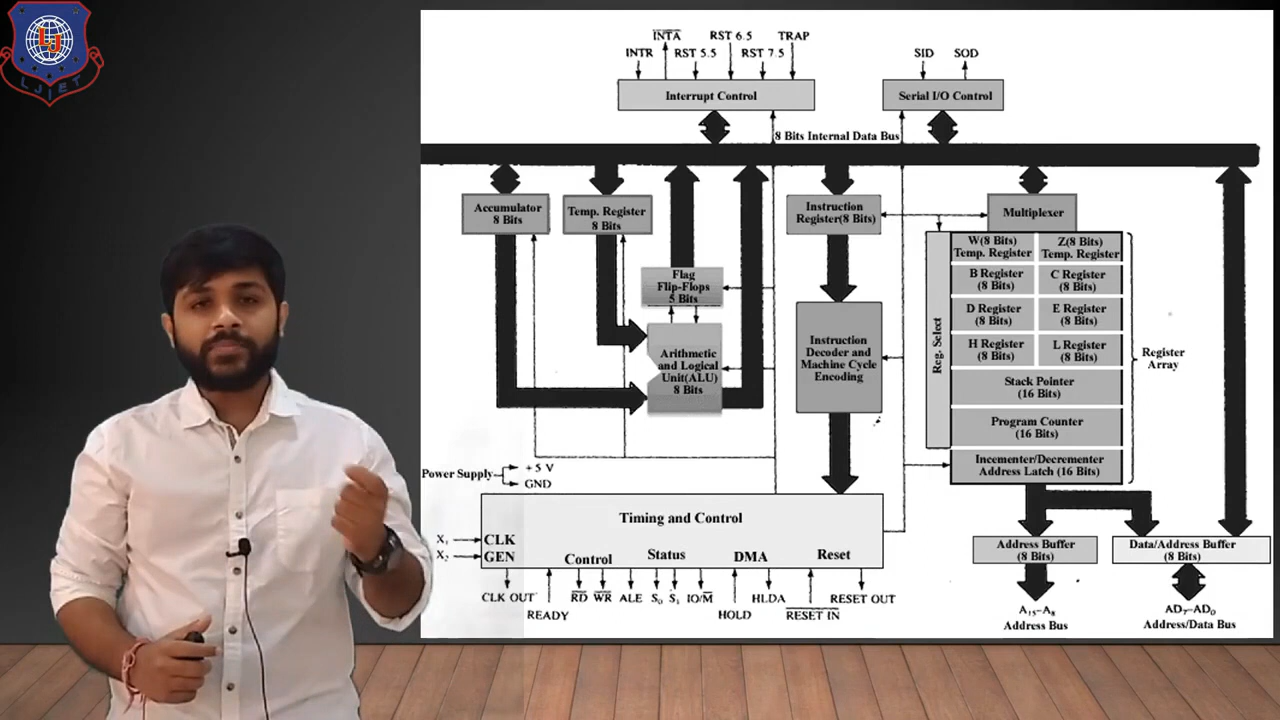 LJ
LJIET
INTA
RST 6.5
TRAP
INTR
RST 5.5
RST 7.5
SID
SOD
Interrupt Control
Serial I/O Control
8 Bits Internal Data Bus
Accumulator
8 Bits
Temp. Register
8 Bits
Instruction
Register(8 Bits)
Multiplexer
Flag
Flip-Flops
5 Bits
Arithmetic
and Logical
Unit(ALU)
8 Bits
Instruction
Decoder and
Machine Cycle
Encoding
Reg. Select
W(8 Bits)
Temp. Register
Z(8 Bits)
Temp. Register
B Register
(8 Bits)
C Register
(8 Bits)
D Register
(8 Bits)
E Register
(8 Bits)
H Register
(8 Bits)
L Register
(8 Bits)
Stack Pointer
(16 Bits)
Program Counter
(16 Bits)
Incementer/Decrementer
Address Latch (16 Bits)
Register
Array
Power Supply
+5 V
GND
Timing and Control
X₁
CLK
X₂
GEN
Control
Status
DMA
Reset
CLK OUT
READY
RD
WR
ALE
S₀
S₁
IO/M
HOLD
HLDA
RESET IN
RESET OUT
Address Buffer
(8 Bits)
Data/Address Buffer
(8 Bits)
A₁₅–A₈
Address Bus
AD₇–AD₀
Address/Data Bus